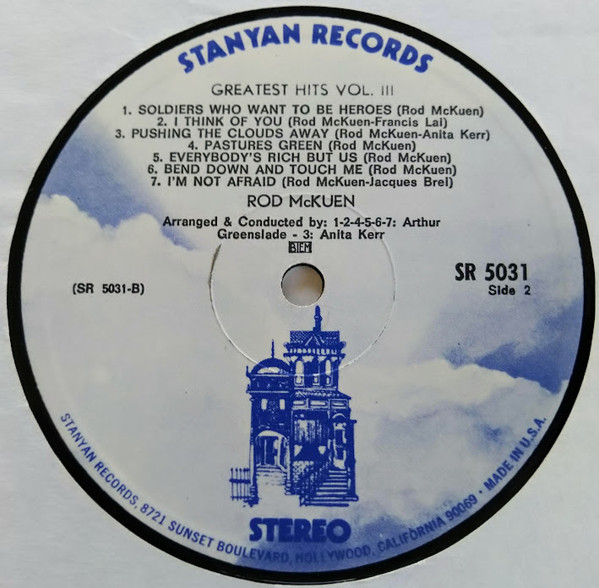 STANYAN RECORDS
GREATEST HITS VOL. III
1. SOLDIERS WHO WANT TO BE HEROES (Rod McKuen)
2. I THINK OF YOU (Rod McKuen-Francis Lai)
3. PUSHING THE CLOUDS AWAY (Rod McKuen-Anita Kerr)
4. PASTURES GREEN (Rod McKuen)
5. EVERYBODY'S RICH BUT US (Rod McKuen)
6. BEND DOWN AND TOUCH ME (Rod McKuen)
7. I'M NOT AFRAID (Rod McKuen-Jacques Brel)
ROD McKUEN
Arranged & Conducted by: 1-2-4-5-6-7: Arthur
Greenslade - 3: Anita Kerr
BIEM
(SR 5031-B)
SR 5031
Side 2
STEREO
STANYAN RECORDS, 8721 SUNSET BOULEVARD, HOLLYWOOD, CALIFORNIA 90069 • MADE IN U.S.A.